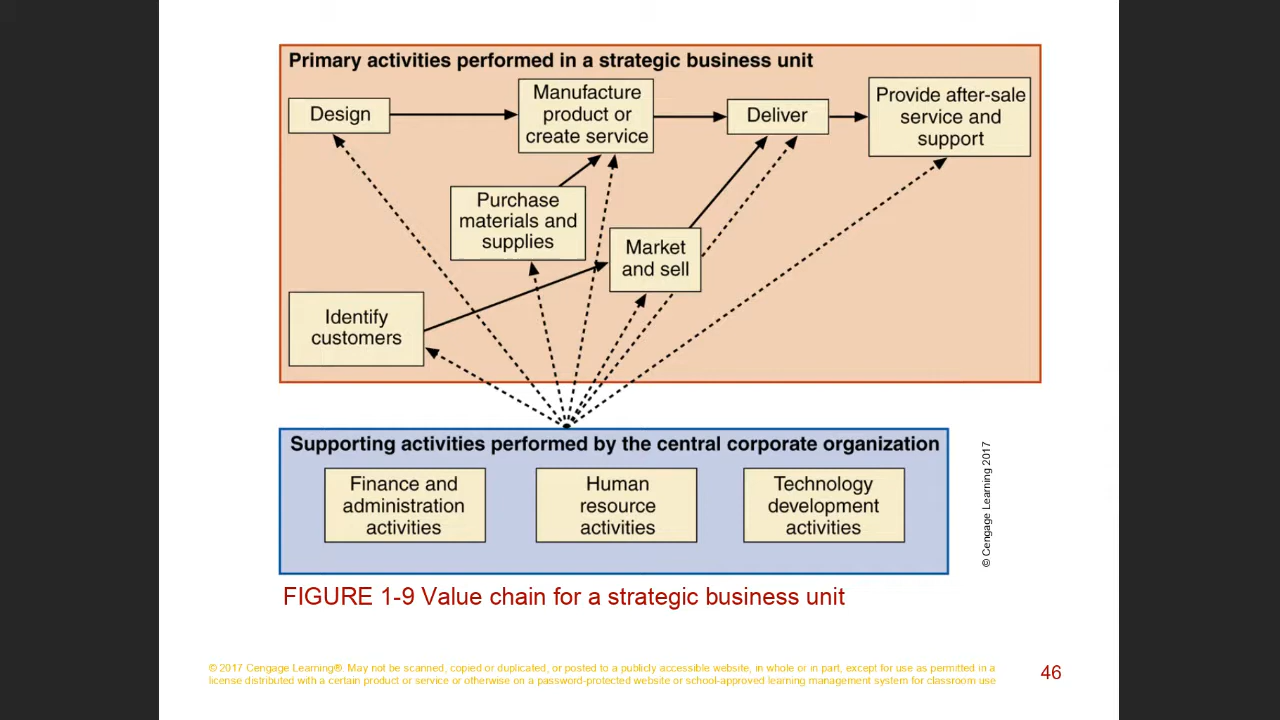 Primary activities performed in a strategic business unit
Design
Manufacture
product or
create service
Deliver
Provide after-sale
service and
support
Purchase
materials and
supplies
Market
and sell
Identify
customers
Supporting activities performed by the central corporate organization
Finance and
administration
activities
Human
resource
activities
Technology
development
activities
© Cengage Learning 2017
FIGURE 1-9 Value chain for a strategic business unit
© 2017 Cengage Learning®. May not be scanned, copied or duplicated, or posted to a publicly accessible website, in whole or in part, except for use as permitted in a
license distributed with a certain product or service or otherwise on a password-protected website or school-approved learning management system for classroom use
46